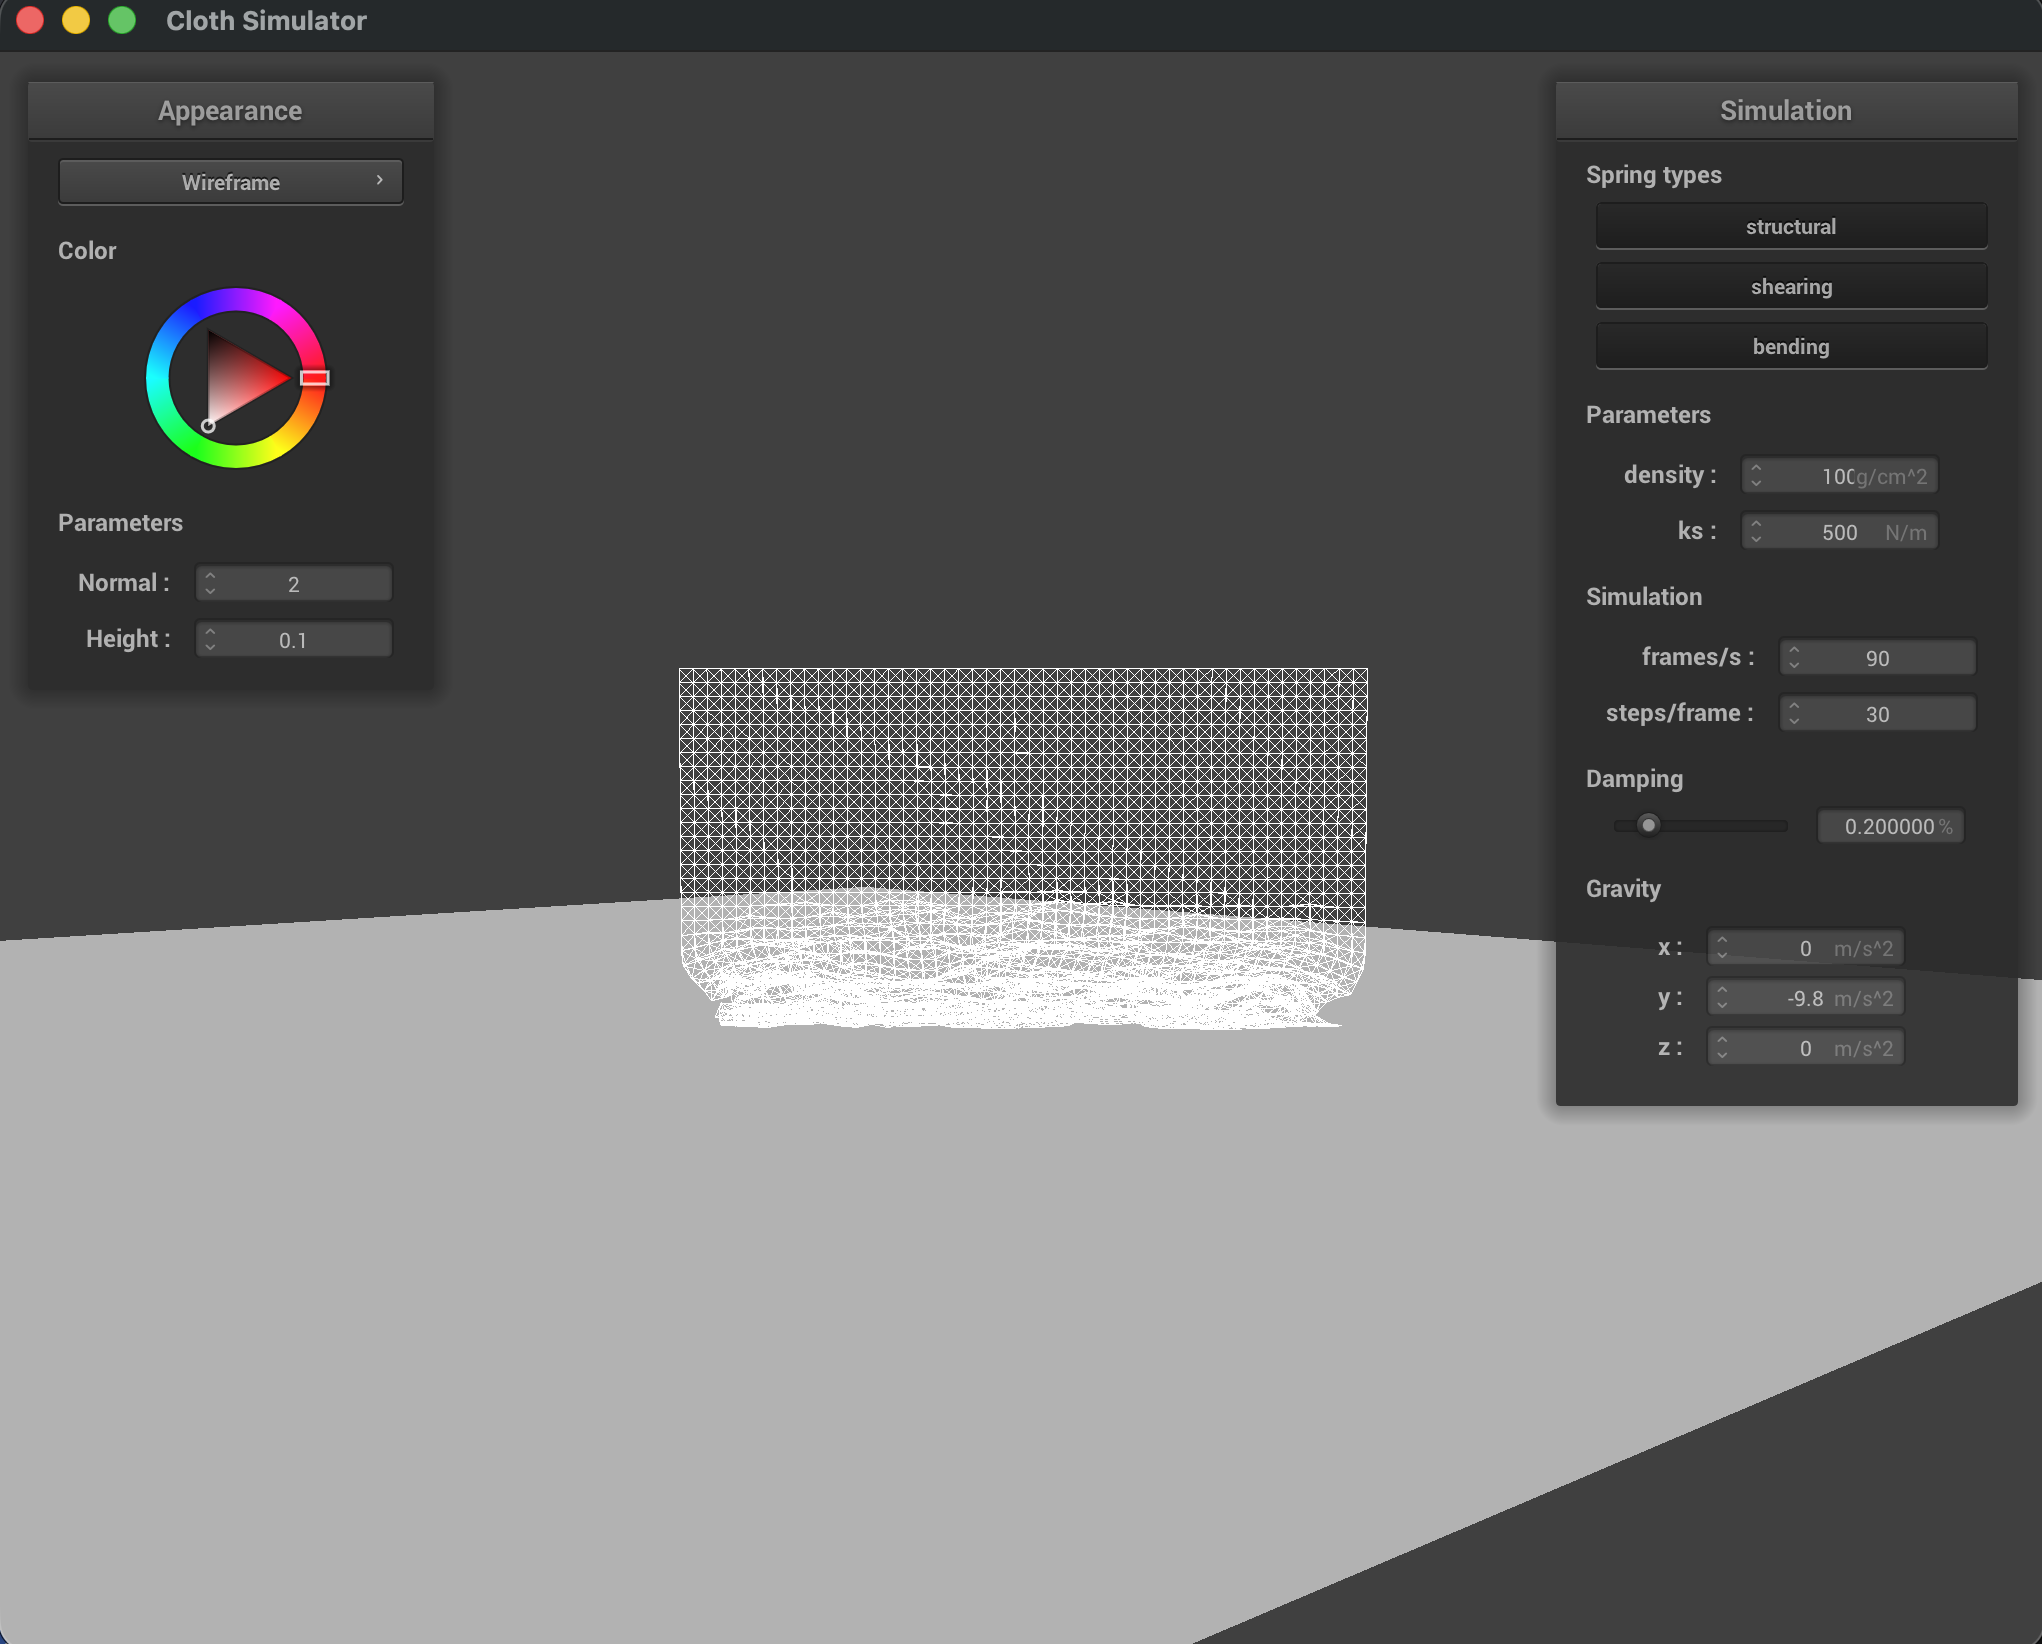 Cloth Simulator
Appearance
Wireframe
Color
Parameters
Normal : 2
Height : 0.1
Simulation
Spring types
structural
shearing
bending
Parameters
density : 100 g/cm^2
ks : 500 N/m
Simulation
frames/s : 90
steps/frame : 30
Damping
0.200000 %
Gravity
x : 0 m/s^2
y : -9.8 m/s^2
z : 0 m/s^2